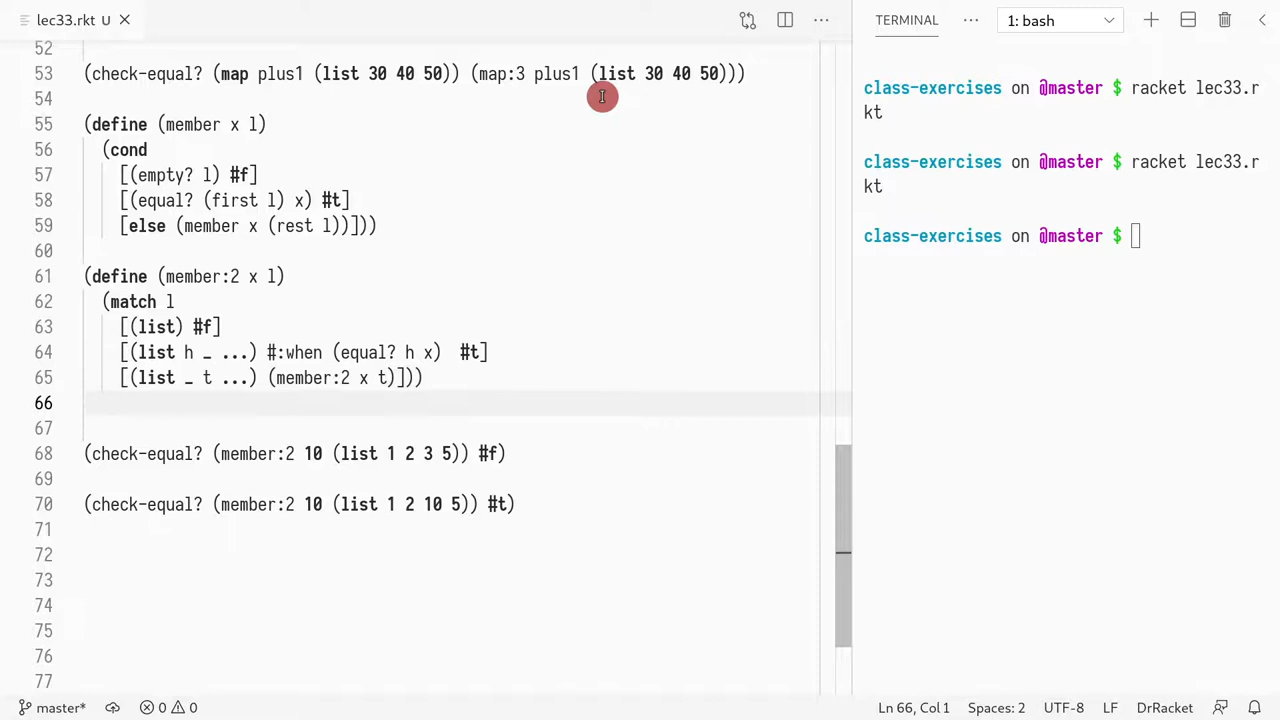 lec33.rkt U
TERMINAL
1: bash
52
53 (check-equal? (map plus1 (list 30 40 50)) (map:3 plus1 (list 30 40 50)))
54
55 (define (member x l)
56 (cond
57 [(empty? l) #f]
58 [(equal? (first l) x) #t]
59 [else (member x (rest l))]))
60
61 (define (member:2 x l)
62 (match l
63 [(list) #f]
64 [(list h _ ...) #:when (equal? h x)  #t]
65 [(list _ t ...) (member:2 x t)]))
66
67
68 (check-equal? (member:2 10 (list 1 2 3 5)) #f)
69
70 (check-equal? (member:2 10 (list 1 2 10 5)) #t)
71
72
73
74
75
76
77
class-exercises on @master $ racket lec33.r
kt
class-exercises on @master $ racket lec33.r
kt
class-exercises on @master $
master* 0 0 Ln 66, Col 1 Spaces: 2 UTF-8 LF DrRacket